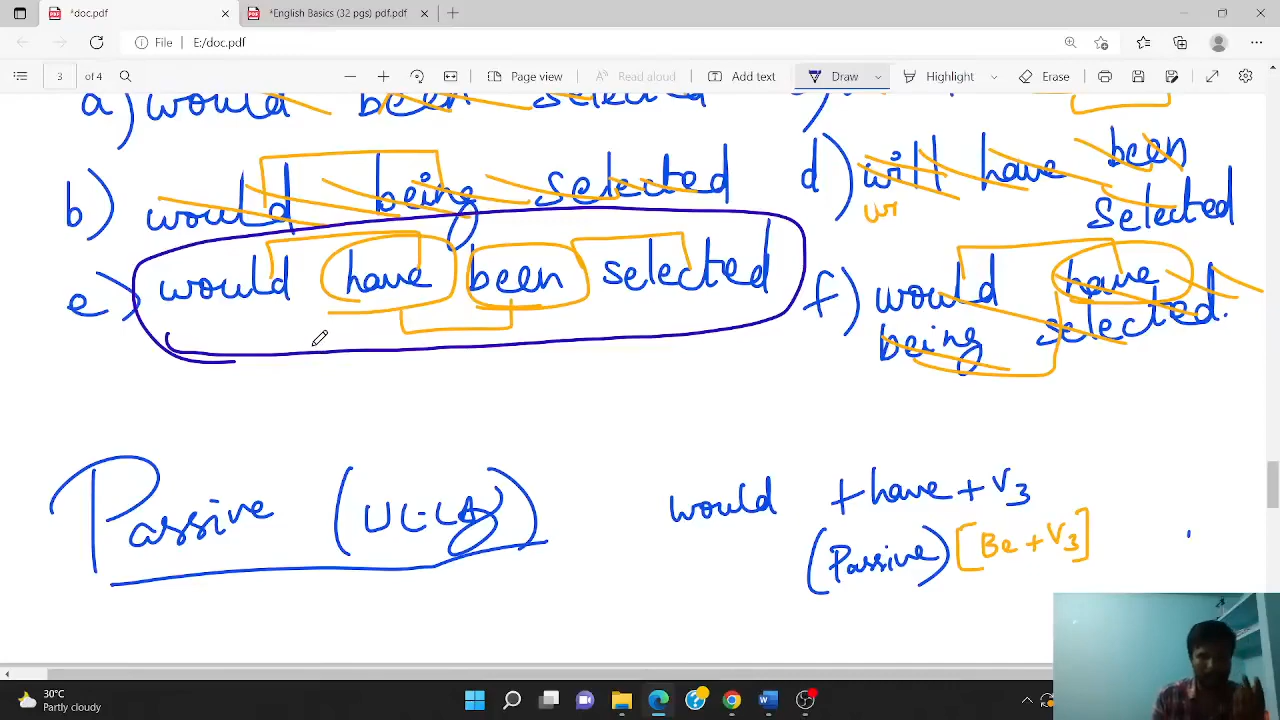 *doc.pdf
*English Basics (32 pgs) pdf.pdf
File E:/doc.pdf
3 of 4 Page view Read aloud Add text Draw Highlight Erase
a) would been selected
b) would being selected
d) will have been
selected
e) would have been selected
f) would have
being selected.
Passive
would + have + V3
(Passive) [Be + V3]
30°C
Partly cloudy